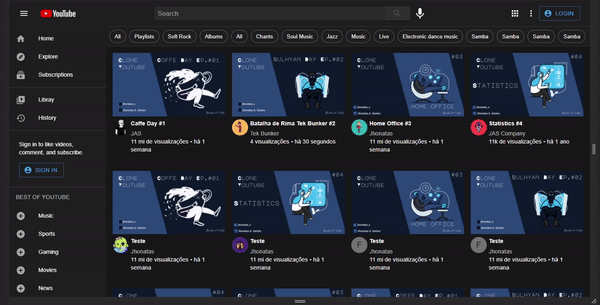 YouTube
Search
LOGIN
Home
Explore
Subscriptions
Library
History
Sign in to like videos,
comment, and subscribe.
SIGN IN
BEST OF YOUTUBE
Music
Sports
Gaming
Movies
News
All Playlists Soft Rock Albums All Chants Soul Music Jazz Music Live Electronic dance music Samba Samba Samba Samba
CLONE YOUTUBE
COFFE DAY EP.#01
Caffe Day #1
JAS
11 mi de visualizações • há 1
semana
CLONE YOUTUBE
BULHYAN DAY EP.#02
Batalha de Rima Tek Bunker #2
Tek Bunker
4 visualizações • há 30 segundos
CLONE YOUTUBE
#03
HOME OFFICE
Home Office #3
Jhonatas
11 mi de visualizações • há 1
semana
CLONE YOUTUBE
#04
STATISTICS
Statistics #4
JAS Company
11k de visualizações • há 1 ano
CLONE YOUTUBE
COFFE DAY EP.#01
Teste
Jhonatas
11 mi de visualizações • há 1
semana
CLONE YOUTUBE
#04
STATISTICS
Teste
Jhonatas
11 mi de visualizações • há 1
semana
CLONE YOUTUBE
#03
HOME OFFICE
F
Teste
Jhonatas
11 mi de visualizações • há 1
semana
CLONE YOUTUBE
BULHYAN DAY EP.#02
F
Teste
Jhonatas
11 mi de visualizações • há 1
semana